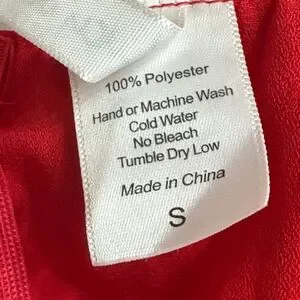 100% Polyester
Hand or Machine Wash
Cold Water
No Bleach
Tumble Dry Low
Made in China
S